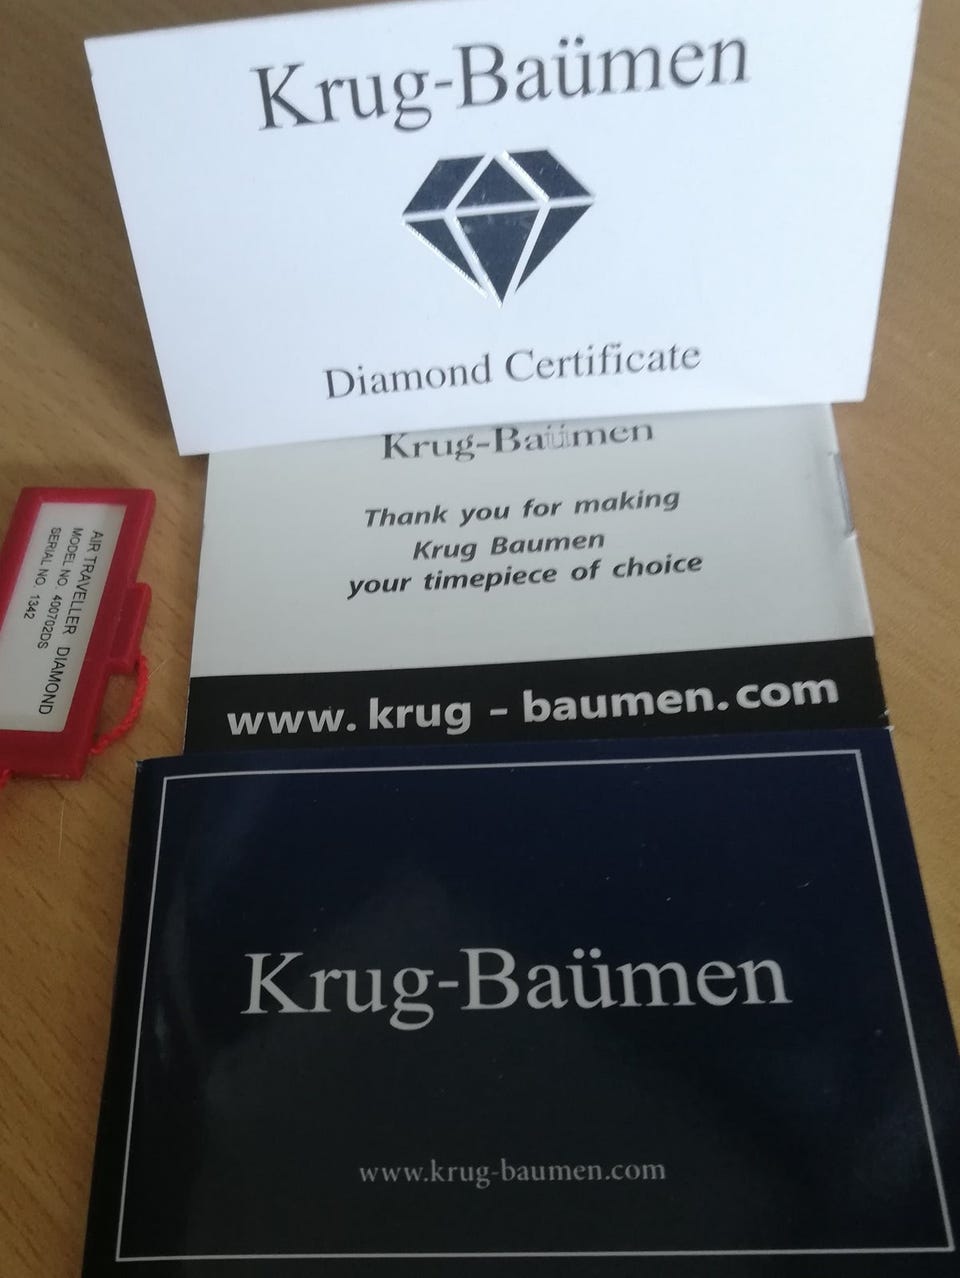 Krug-Baümen
Diamond Certificate
Krug-Baümen
Thank you for making
Krug Baumen
your timepiece of choice
www. krug - baumen. com
AIR TRAVELLER DIAMOND
MODEL NO. 400702DS
SERIAL NO. 1342
Krug-Baümen
www.krug-baumen.com